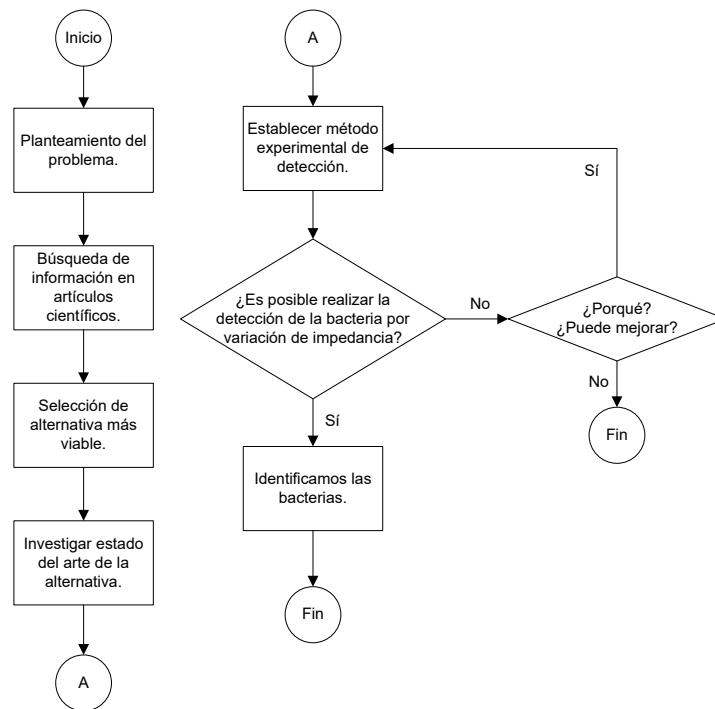 Inicio
Planteamiento del
problema.
Búsqueda de
información en
artículos
científicos.
Selección de
alternativa más
viable.
Investigar estado
del arte de la
alternativa.
A
A
Establecer método
experimental de
detección.
¿Es posible realizar la
detección de la bacteria por
variación de impedancia?
No
¿Porqué?
¿Puede mejorar?
Sí
No
Fin
Sí
Identificamos las
bacterias.
Fin